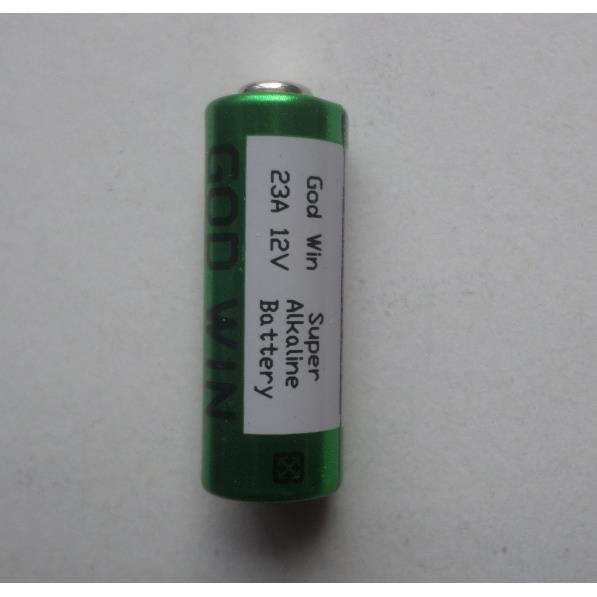 GOD WIN
God Win
23A 12V
Super
Alkaline
Battery